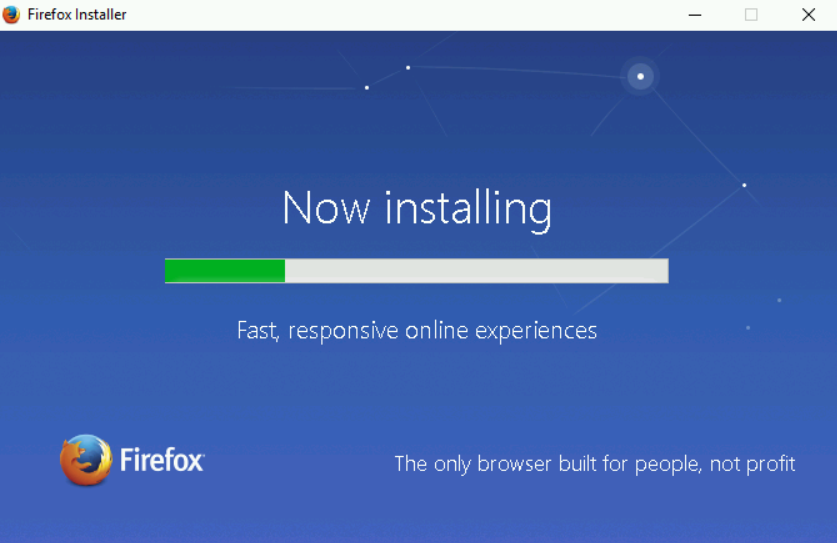 Firefox Installer
Now installing
Fast, responsive online experiences
Firefox
The only browser built for people, not profit